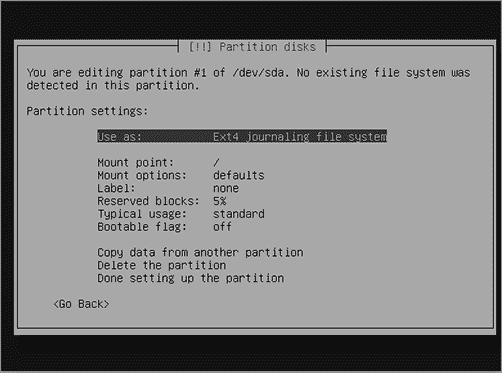 [!!] Partition disks
You are editing partition #1 of /dev/sda. No existing file system was
detected in this partition.
Partition settings:
Use as: Ext4 journaling file system
Mount point: /
Mount options: defaults
Label: none
Reserved blocks: 5%
Typical usage: standard
Bootable flag: off
Copy data from another partition
Delete the partition
Done setting up the partition
<Go Back>